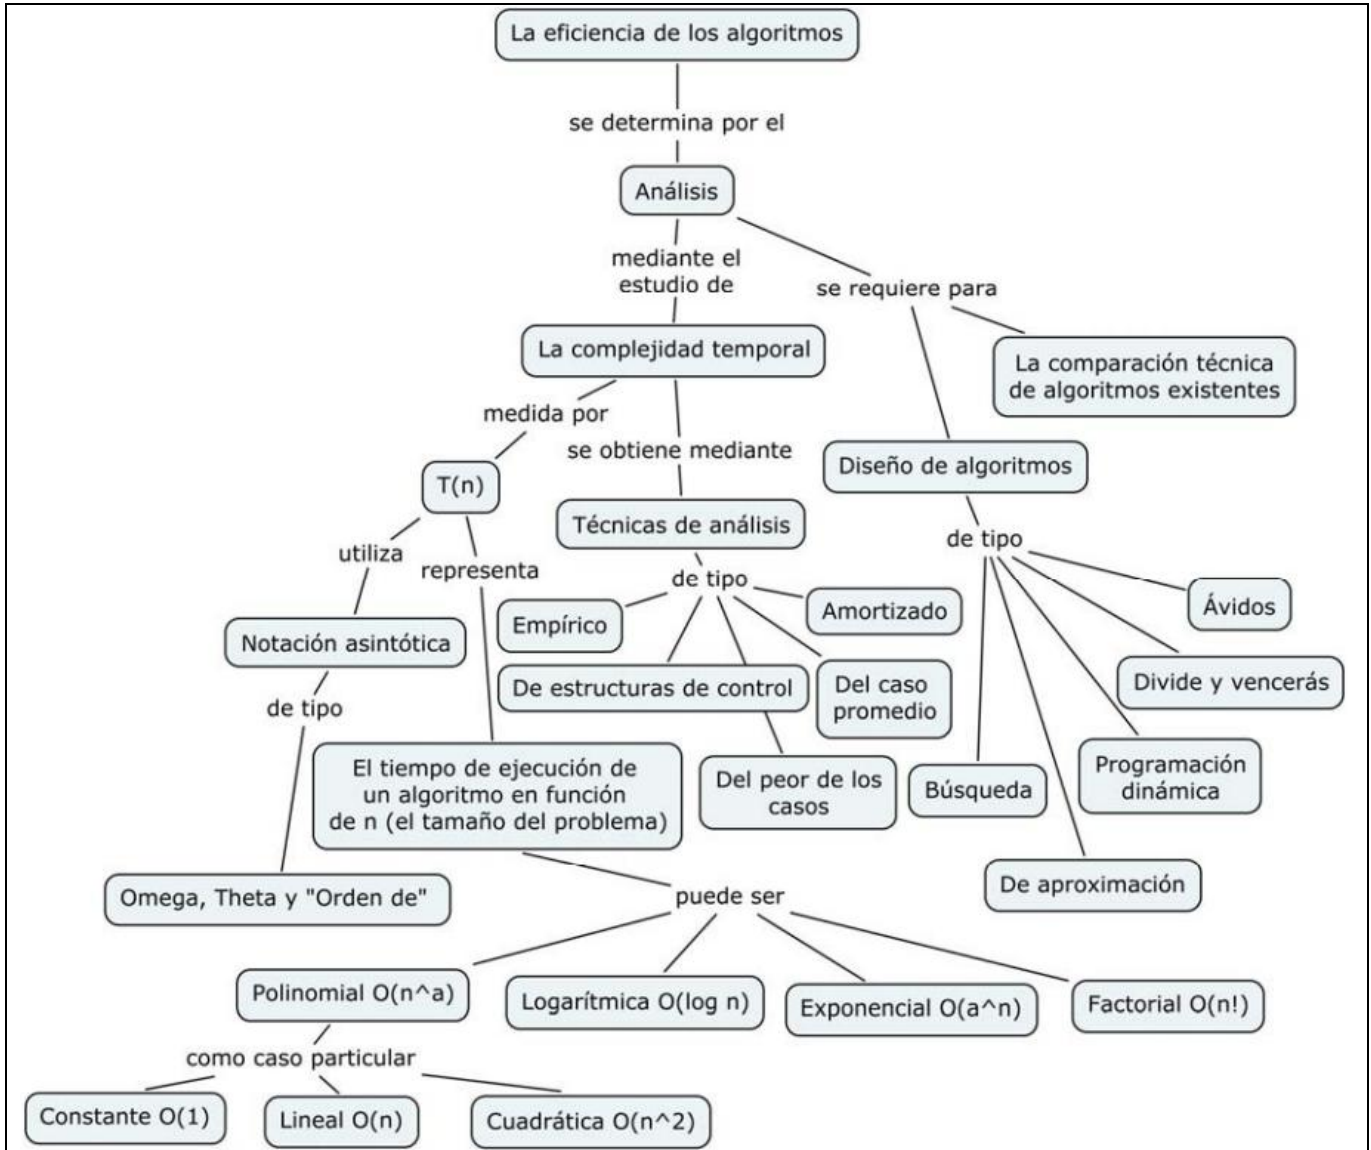 La eficiencia de los algoritmos
se determina por el
Análisis
mediante el
estudio de
se requiere para
La complejidad temporal
La comparación técnica
de algoritmos existentes
medida por
se obtiene mediante
Diseño de algoritmos
T(n)
Técnicas de análisis
utiliza
representa
de tipo
de tipo
Empírico
Amortizado
Ávidos
Notación asintótica
De estructuras de control
Del caso
promedio
Divide y vencerás
de tipo
El tiempo de ejecución de
un algoritmo en función
de n (el tamaño del problema)
Del peor de los
casos
Búsqueda
Programación
dinámica
Omega, Theta y "Orden de"
puede ser
De aproximación
Polinomial O(n^a)
Logarítmica O(log n)
Exponencial O(a^n)
Factorial O(n!)
como caso particular
Constante O(1)
Lineal O(n)
Cuadrática O(n^2)